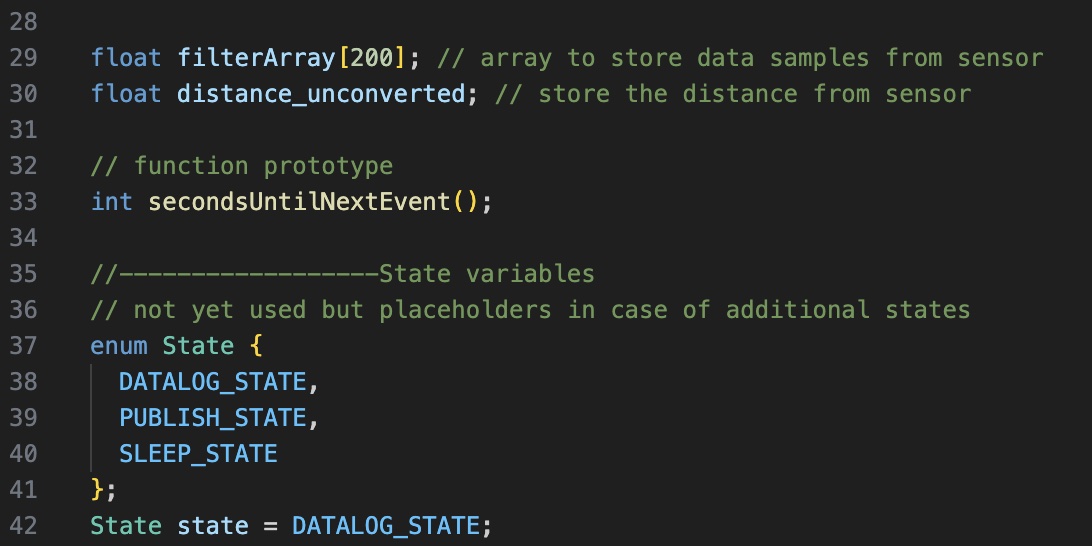 28
29 float filterArray[200]; // array to store data samples from sensor
30 float distance_unconverted; // store the distance from sensor
31
32 // function prototype
33 int secondsUntilNextEvent();
34
35 //------------------State variables
36 // not yet used but placeholders in case of additional states
37 enum State {
38 DATALOG_STATE,
39 PUBLISH_STATE,
40 SLEEP_STATE
41 };
42 State state = DATALOG_STATE;